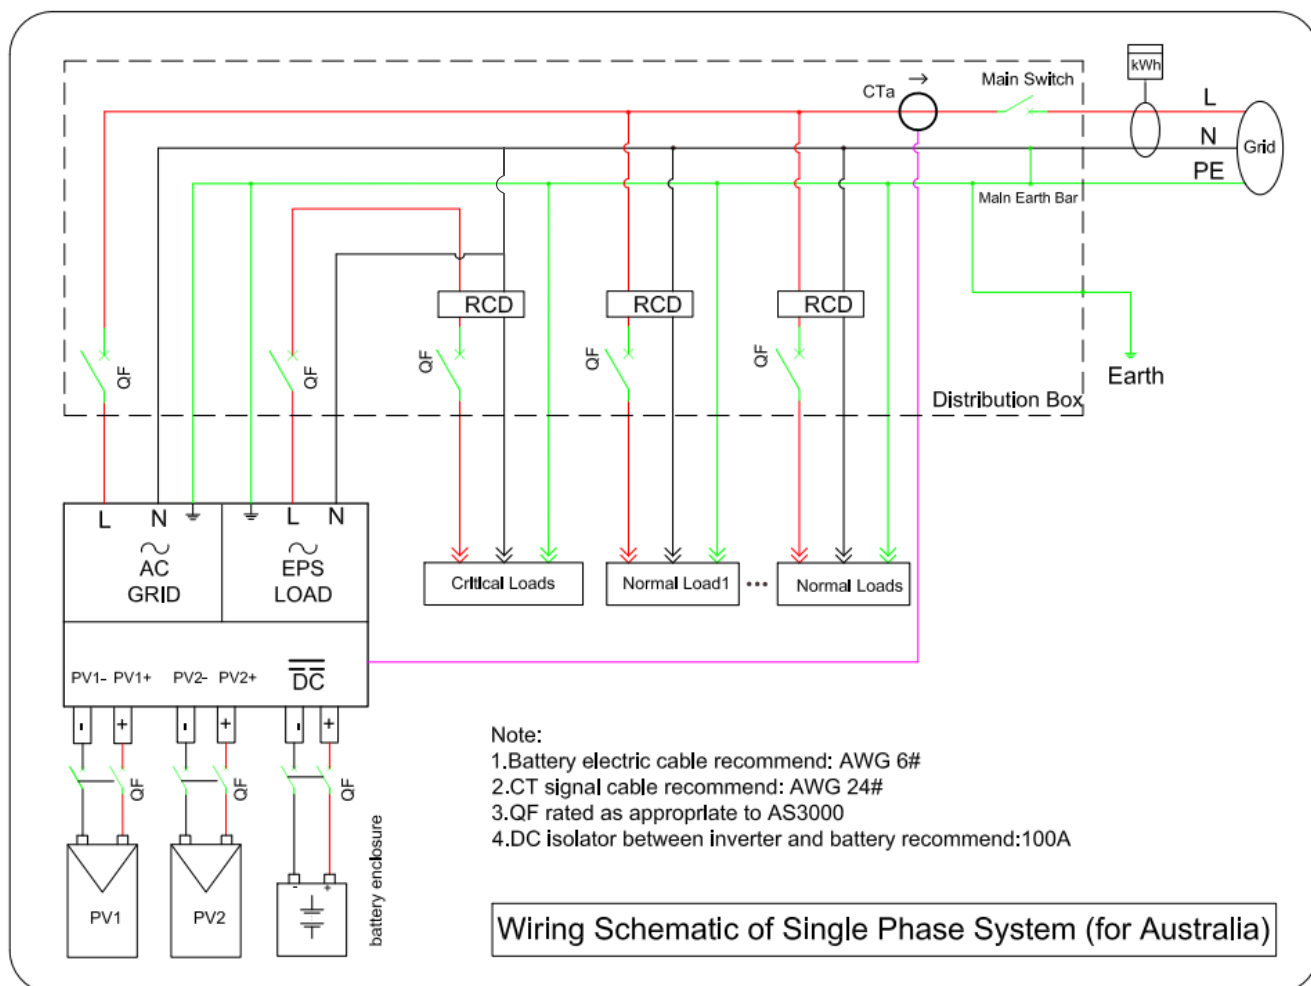 kWh
CTa
Main Switch
L
N
Grid
PE
Main Earth Bar
RCD
RCD
RCD
QF
QF
QF
QF
QF
Earth
Distribution Box
L
N
L
N
AC
GRID
EPS
LOAD
Critical Loads
Normal Load1
•••
Normal Loads
PV1-
PV1+
PV2-
PV2+
DC
-
+
-
+
-
+
QF
QF
QF
-
+
PV1
PV2
battery enclosure
Note:
1.Battery electric cable recommend: AWG 6#
2.CT signal cable recommend: AWG 24#
3.QF rated as appropriate to AS3000
4.DC isolator between inverter and battery recommend:100A
Wiring Schematic of Single Phase System (for Australia)